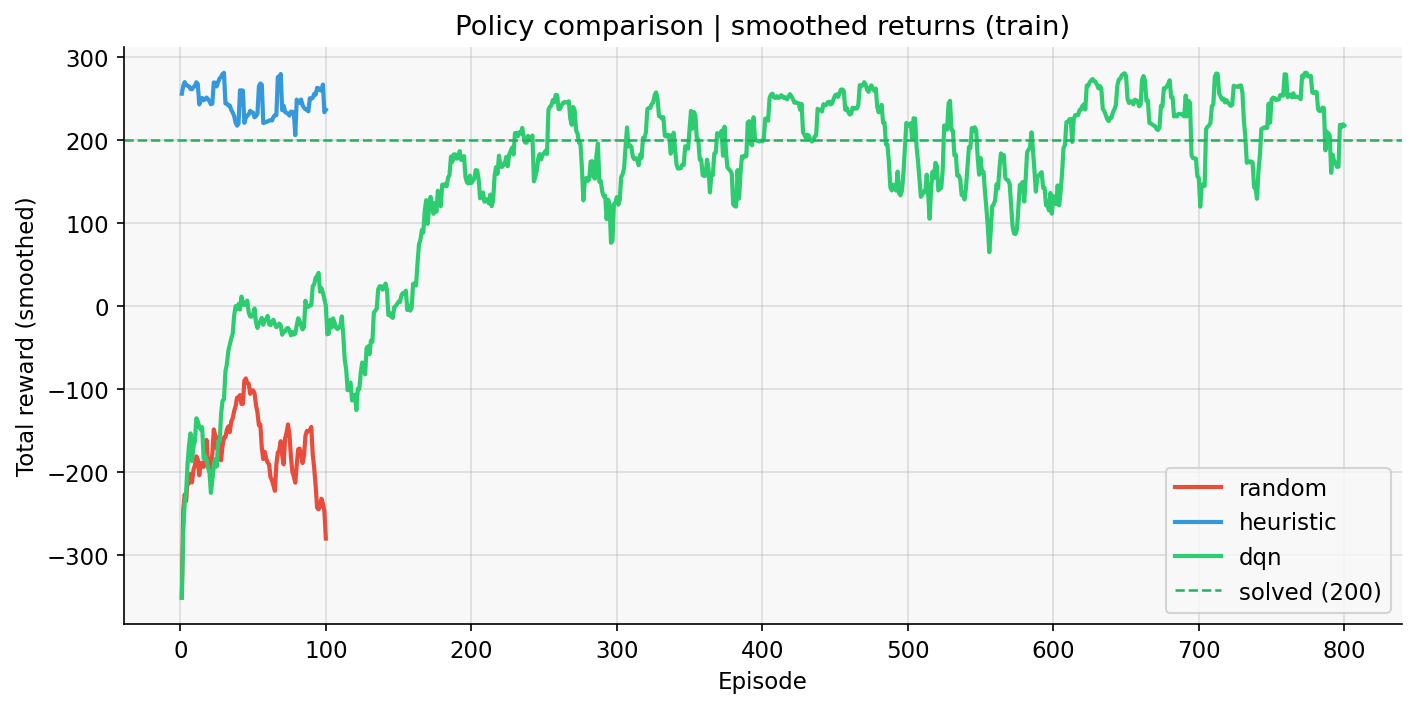 Policy comparison | smoothed returns (train)
Total reward (smoothed)
300
200
100
0
−100
−200
−300
0
100
200
300
400
500
600
700
800
Episode
random
heuristic
dqn
solved (200)